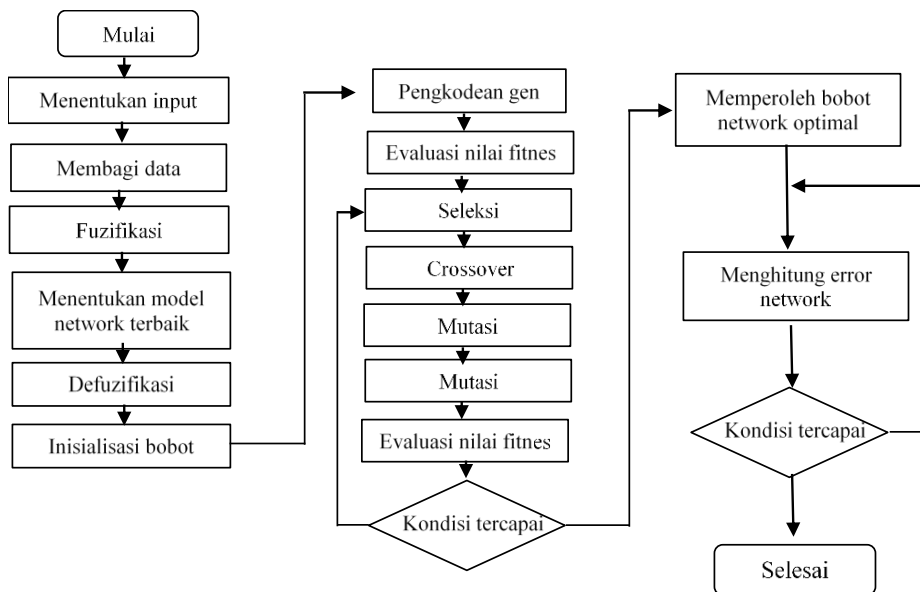 Mulai
Menentukan input
Membagi data
Fuzifikasi
Menentukan model
network terbaik
Defuzifikasi
Inisialisasi bobot
Pengkodean gen
Evaluasi nilai fitnes
Seleksi
Crossover
Mutasi
Mutasi
Evaluasi nilai fitnes
Kondisi tercapai
Memperoleh bobot
network optimal
Menghitung error
network
Kondisi tercapai
Selesai